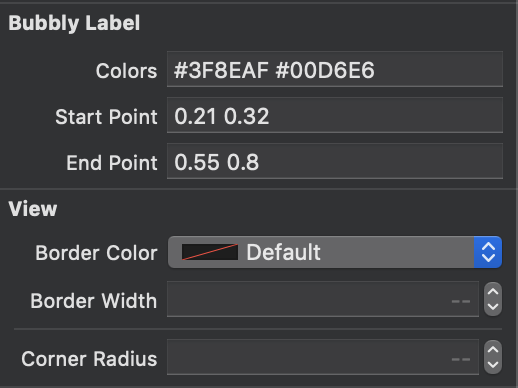 Bubbly Label
Colors #3F8EAF #00D6E6
Start Point 0.21 0.32
End Point 0.55 0.8
View
Border Color Default
Border Width --
Corner Radius --